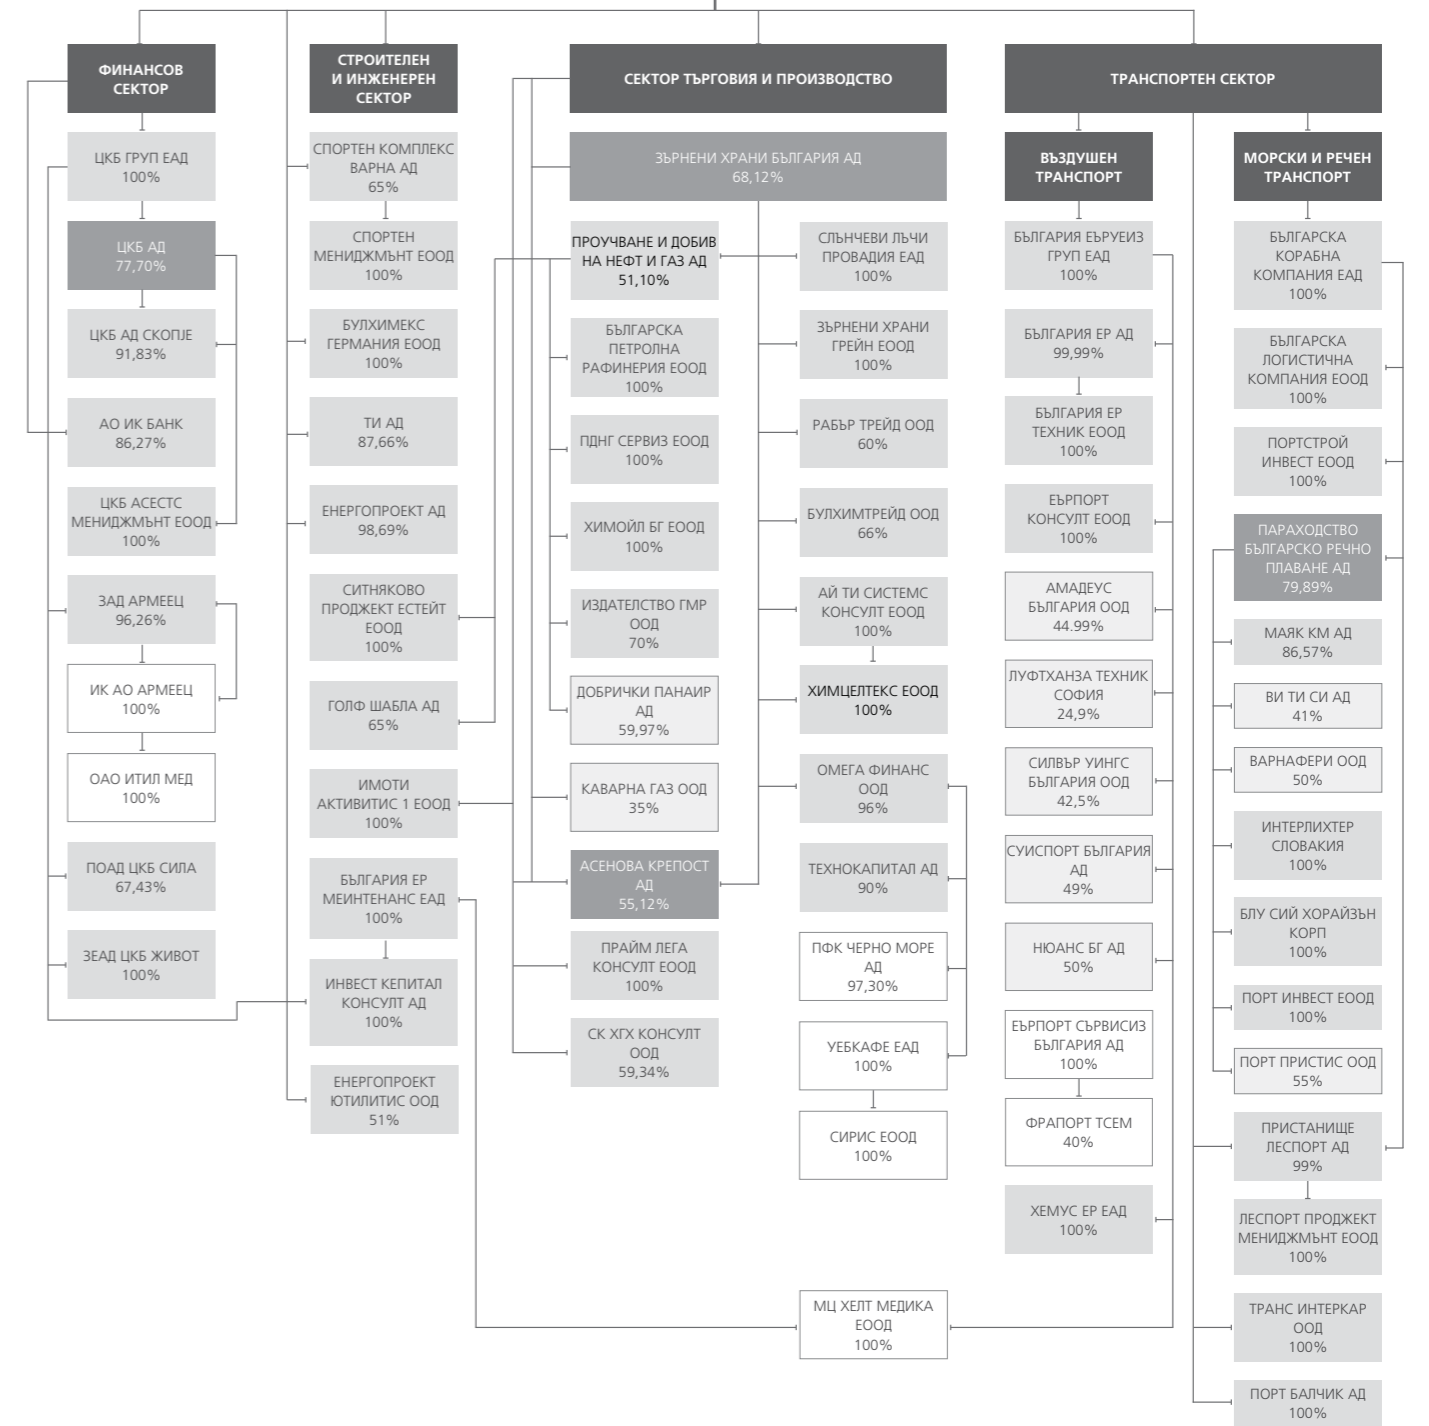 ФИНАНСОВ
СЕКТОР
ЦКБ ГРУП ЕАД
100%
ЦКБ АД
77,70%
ЦКБ АД СКОПЈЕ
91,83%
АО ИК БАНК
86,27%
ЦКБ АСЕСТС
МЕНИДЖМЪНТ ЕООД
100%
ЗАД АРМЕЕЦ
96,26%
ИК АО АРМЕЕЦ
100%
ОАО ИТИЛ МЕД
100%
ПОАД ЦКБ СИЛА
67,43%
ЗЕАД ЦКБ ЖИВОТ
100%
СТРОИТЕЛЕН
И ИНЖЕНЕРЕН
СЕКТОР
СПОРТЕН КОМПЛЕКС
ВАРНА АД
65%
СПОРТЕН
МЕНИДЖМЪНТ ЕООД
100%
БУЛХИМЕКС
ГЕРМАНИЯ ЕООД
100%
ТИ АД
87,66%
ЕНЕРГОПРОЕКТ АД
98,69%
СИТНЯКОВО
ПРОДЖЕКТ ЕСТЕЙТ
ЕООД
100%
ГОЛФ ШАБЛА АД
65%
ИМОТИ
АКТИВИТИС 1 ЕООД
100%
БЪЛГАРИЯ ЕР
МЕИНТЕНАНС ЕАД
100%
ИНВЕСТ КЕПИТАЛ
КОНСУЛТ АД
100%
ЕНЕРГОПРОЕКТ
ЮТИЛИТИС ООД
51%
СЕКТОР ТЪРГОВИЯ И ПРОИЗВОДСТВО
ЗЪРНЕНИ ХРАНИ БЪЛГАРИЯ АД
68,12%
ПРОУЧВАНЕ И ДОБИВ
НА НЕФТ И ГАЗ АД
51,10%
БЪЛГАРСКА
ПЕТРОЛНА
РАФИНЕРИЯ ЕООД
100%
ПДНГ СЕРВИЗ ЕООД
100%
ХИМОЙЛ БГ ЕООД
100%
ИЗДАТЕЛСТВО ГМР
ООД
70%
ДОБРИЧКИ ПАНАИР
АД
59,97%
КАВАРНА ГАЗ ООД
35%
АСЕНОВА КРЕПОСТ
АД
55,12%
ПРАЙМ ЛЕГА
КОНСУЛТ ЕООД
100%
СК ХГХ КОНСУЛТ
ООД
59,34%
СЛЪНЧЕВИ ЛЪЧИ
ПРОВАДИЯ ЕАД
100%
ЗЪРНЕНИ ХРАНИ
ГРЕЙН ЕООД
100%
РАБЪР ТРЕЙД ООД
60%
БУЛХИМТРЕЙД ООД
66%
АЙ ТИ СИСТЕМС
КОНСУЛТ ЕООД
100%
ХИМЦЕЛТЕКС ЕООД
100%
ОМЕГА ФИНАНС
ООД
96%
ТЕХНОКАПИТАЛ АД
90%
ПФК ЧЕРНО МОРЕ
АД
97,30%
УЕБКАФЕ ЕАД
100%
СИРИС ЕООД
100%
МЦ ХЕЛТ МЕДИКА
ЕООД
100%
ТРАНСПОРТЕН СЕКТОР
ВЪЗДУШЕН
ТРАНСПОРТ
БЪЛГАРИЯ ЕЪРУЕИЗ
ГРУП ЕАД
100%
БЪЛГАРИЯ ЕР АД
99,99%
БЪЛГАРИЯ ЕР
ТЕХНИК ЕООД
100%
ЕЪРПОРТ
КОНСУЛТ ЕООД
100%
АМАДЕУС
БЪЛГАРИЯ ООД
44.99%
ЛУФТХАНЗА ТЕХНИК
СОФИЯ
24,9%
СИЛВЪР УИНГС
БЪЛГАРИЯ ООД
42,5%
СУИСПОРТ БЪЛГАРИЯ
АД
49%
НЮАНС БГ АД
50%
ЕЪРПОРТ СЪРВИСИЗ
БЪЛГАРИЯ АД
100%
ФРАПОРТ ТСЕМ
40%
ХЕМУС ЕР ЕАД
100%
МОРСКИ И РЕЧЕН
ТРАНСПОРТ
БЪЛГАРСКА
КОРАБНА
КОМПАНИЯ ЕАД
100%
БЪЛГАРСКА
ЛОГИСТИЧНА
КОМПАНИЯ ЕООД
100%
ПОРТСТРОЙ
ИНВЕСТ ЕООД
100%
ПАРАХОДСТВО
БЪЛГАРСКО РЕЧНО
ПЛАВАНЕ АД
79,89%
МАЯК КМ АД
86,57%
ВИ ТИ СИ АД
41%
ВАРНАФЕРИ ООД
50%
ИНТЕРЛИХТЕР
СЛОВАКИЯ
100%
БЛУ СИЙ ХОРАЙЗЪН
КОРП
100%
ПОРТ ИНВЕСТ ЕООД
100%
ПОРТ ПРИСТИС ООД
55%
ПРИСТАНИЩЕ
ЛЕСПОРТ АД
99%
ЛЕСПОРТ ПРОДЖЕКТ
МЕНИДЖМЪНТ ЕООД
100%
ТРАНС ИНТЕРКАР
ООД
100%
ПОРТ БАЛЧИК АД
100%